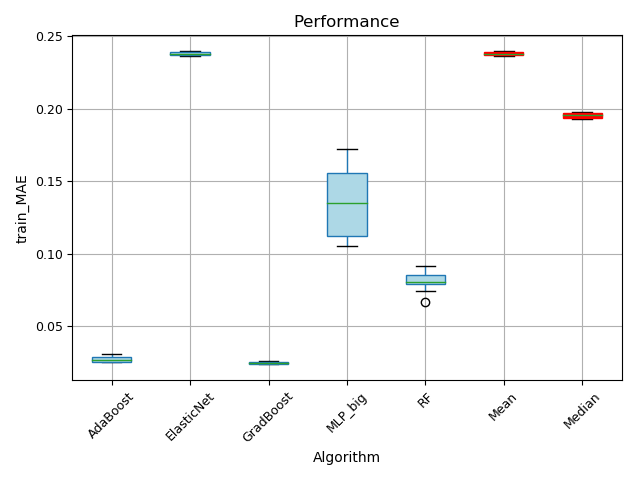 Performance
train_MAE
0.25
0.20
0.15
0.10
0.05
AdaBoost
ElasticNet
GradBoost
MLP_big
RF
Mean
Median
Algorithm